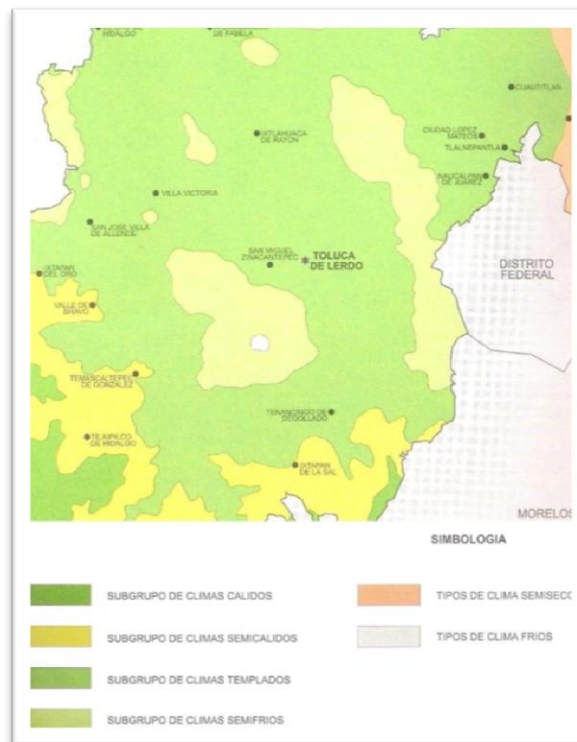 HIDALGO
DE FABELA
CUAUTITLAN
CIUDAD LOPEZ
MATEOS
TLALNEPANTLA
IXTLAHUACA
DE RAYON
NAUCALPAN
DE JUAREZ
VILLA VICTORIA
SAN JOSE VILLA
DE ALLENDE
SAN MIGUEL
ZINACANTEPEC
TOLUCA
DE LERDO
DISTRITO
FEDERAL
IXTAPAN
DEL ORO
VALLE DE
BRAVO
TEMASCALTEPEC
DE GONZALEZ
TENANCINGO DE
DEGOLLADO
TEJUPILCO
DE HIDALGO
IXTAPAN
DE LA SAL
MORELOS
SIMBOLOGIA
SUBGRUPO DE CLIMAS CALIDOS
TIPOS DE CLIMA SEMISECO
SUBGRUPO DE CLIMAS SEMICALIDOS
TIPOS DE CLIMA FRIOS
SUBGRUPO DE CLIMAS TEMPLADOS
SUBGRUPO DE CLIMAS SEMIFRIOS